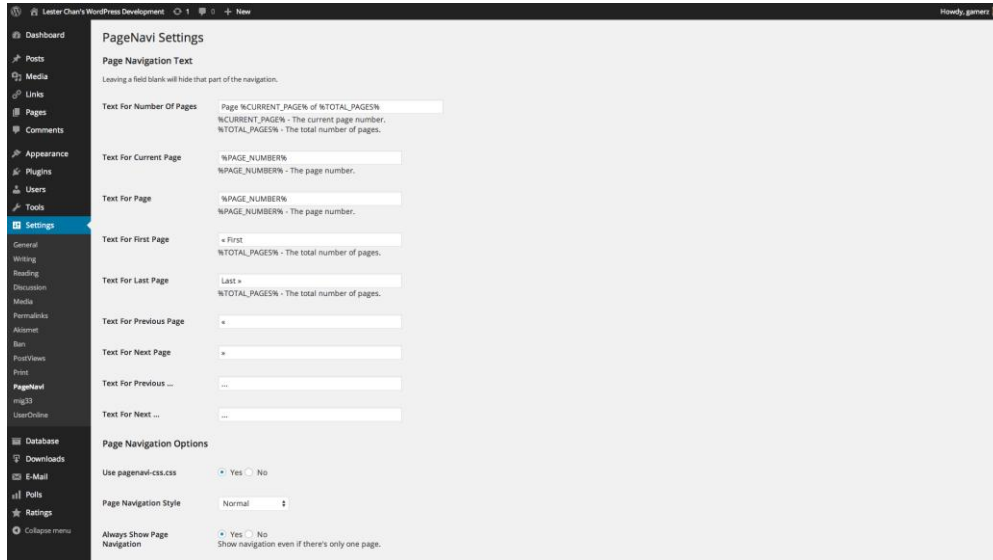 Lester Chan's WordPress Development 1 0 + New
Howdy, gamerz
Dashboard
Posts
Media
Links
Pages
Comments
Appearance
Plugins
Users
Tools
Settings
General
Writing
Reading
Discussion
Media
Permalinks
Akismet
Ban
PostViews
Print
PageNavi
mig33
UserOnline
Database
Downloads
E-Mail
Polls
Ratings
Collapse menu
PageNavi Settings
Page Navigation Text
Leaving a field blank will hide that part of the navigation.
Text For Number Of Pages
Page %CURRENT_PAGE% of %TOTAL_PAGES%
%CURRENT_PAGE% - The current page number.
%TOTAL_PAGES% - The total number of pages.
Text For Current Page
%PAGE_NUMBER%
%PAGE_NUMBER% - The page number.
Text For Page
%PAGE_NUMBER%
%PAGE_NUMBER% - The page number.
Text For First Page
« First
%TOTAL_PAGES% - The total number of pages.
Text For Last Page
Last »
%TOTAL_PAGES% - The total number of pages.
Text For Previous Page
«
Text For Next Page
»
Text For Previous ...
...
Text For Next ...
...
Page Navigation Options
Use pagenavi-css.css
Yes No
Page Navigation Style
Normal
Always Show Page
Navigation
Yes No
Show navigation even if there's only one page.